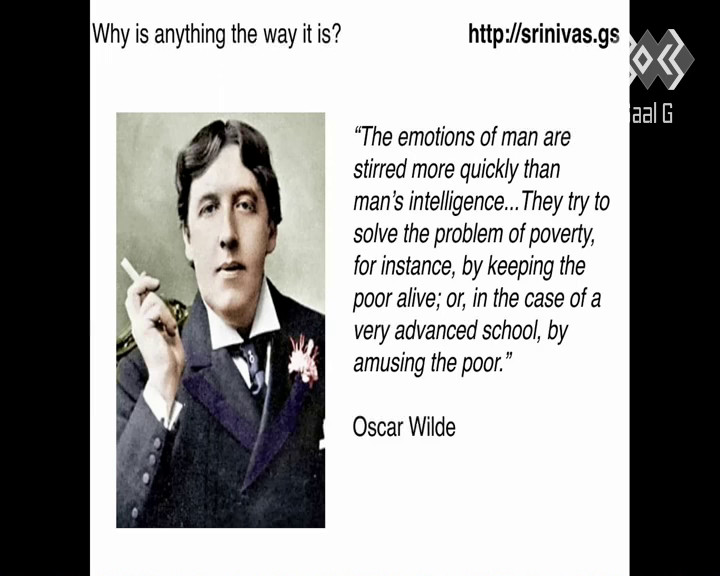 Why is anything the way it is?
http://srinivas.gs
aal G
“The emotions of man are
stirred more quickly than
man’s intelligence...They try to
solve the problem of poverty,
for instance, by keeping the
poor alive; or, in the case of a
very advanced school, by
amusing the poor.”
Oscar Wilde